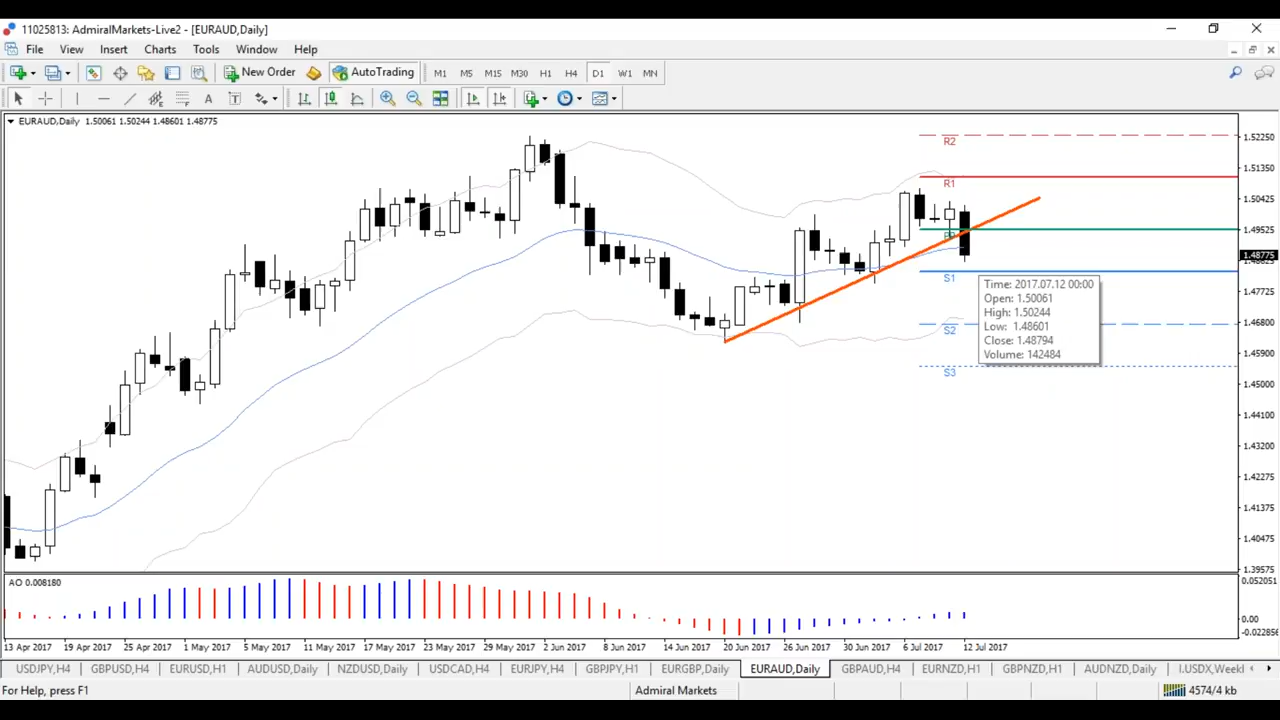 11025813: AdmiralMarkets-Live2 - [EURAUD,Daily]
File View Insert Charts Tools Window Help
New Order AutoTrading M1 M5 M15 M30 H1 H4 D1 W1 MN
A T
EURAUD,Daily 1.50061 1.50244 1.48601 1.48775
R2
R1
S1
S2
S3
Time: 2017.07.12 00:00
Open: 1.50061
High: 1.50244
Low: 1.48601
Close: 1.48794
Volume: 142484
1.52250
1.51350
1.50425
1.49525
1.48775
1.47725
1.46800
1.45900
1.45000
1.44100
1.43200
1.42275
1.41375
1.40475
1.39575
AO 0.008180
0.052051
0.00
-0.022856
13 Apr 2017 19 Apr 2017 25 Apr 2017 1 May 2017 5 May 2017 11 May 2017 17 May 2017 23 May 2017 29 May 2017 2 Jun 2017 8 Jun 2017 14 Jun 2017 20 Jun 2017 26 Jun 2017 30 Jun 2017 6 Jul 2017 12 Jul 2017
USDJPY,H4 GBPUSD,H4 EURUSD,H1 AUDUSD,Daily NZDUSD,Daily USDCAD,H4 EURJPY,H4 GBPJPY,H1 EURGBP,Daily EURAUD,Daily GBPAUD,H4 EURNZD,H1 GBPNZD,H1 AUDNZD,Daily I.USDX,Weekl
For Help, press F1 Admiral Markets 4574/4 kb